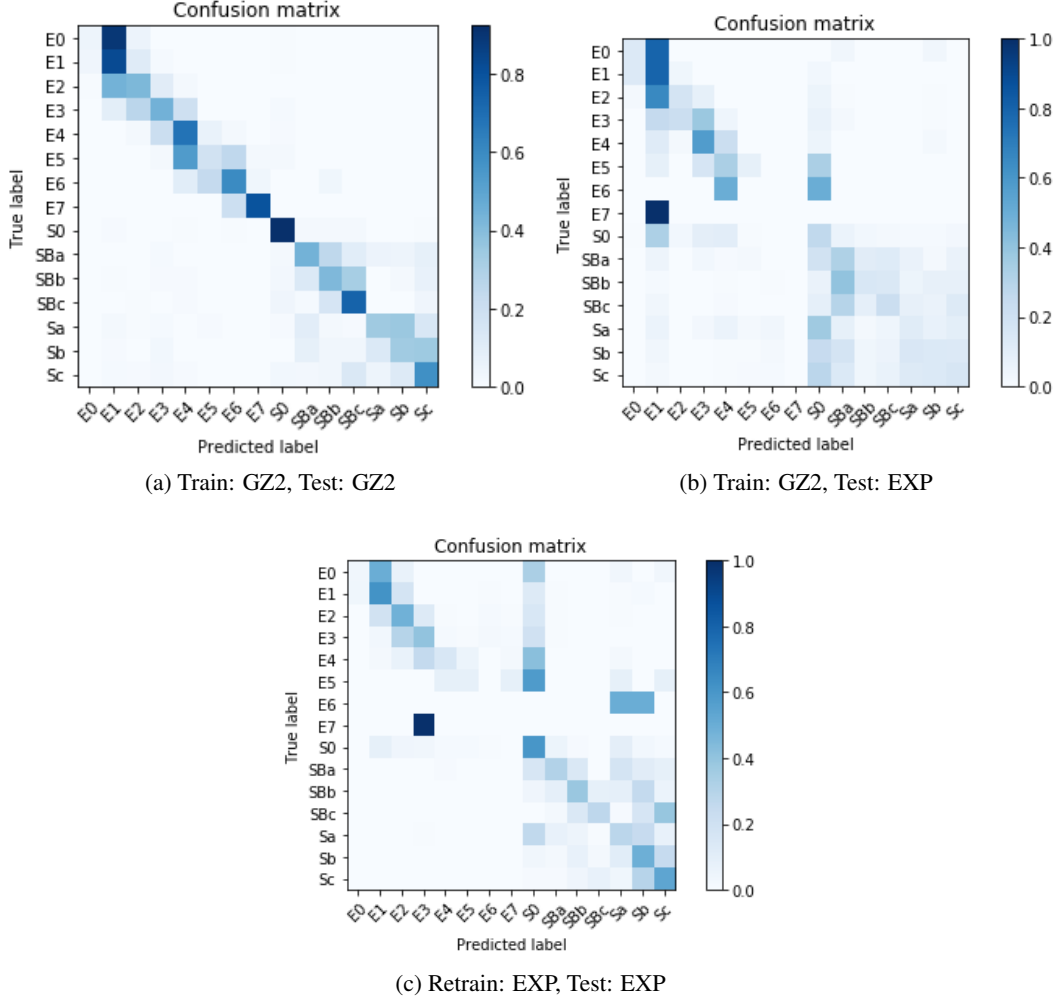 Confusion matrix
E0
E1
E2
E3
E4
E5
E6
E7
S0
SBa
SBb
SBc
Sa
Sb
Sc
True label
E0 E1 E2 E3 E4 E5 E6 E7 S0 SBa SBb SBc Sa Sb Sc
Predicted label
0.8
0.6
0.4
0.2
0.0
(a) Train: GZ2, Test: GZ2
Confusion matrix
E0
E1
E2
E3
E4
E5
E6
E7
S0
SBa
SBb
SBc
Sa
Sb
Sc
True label
E0 E1 E2 E3 E4 E5 E6 E7 S0 SBa SBb SBc Sa Sb Sc
Predicted label
1.0
0.8
0.6
0.4
0.2
0.0
(b) Train: GZ2, Test: EXP
Confusion matrix
E0
E1
E2
E3
E4
E5
E6
E7
S0
SBa
SBb
SBc
Sa
Sb
Sc
True label
E0 E1 E2 E3 E4 E5 E6 E7 S0 SBa SBb SBc Sa Sb Sc
Predicted label
1.0
0.8
0.6
0.4
0.2
0.0
(c) Retrain: EXP, Test: EXP